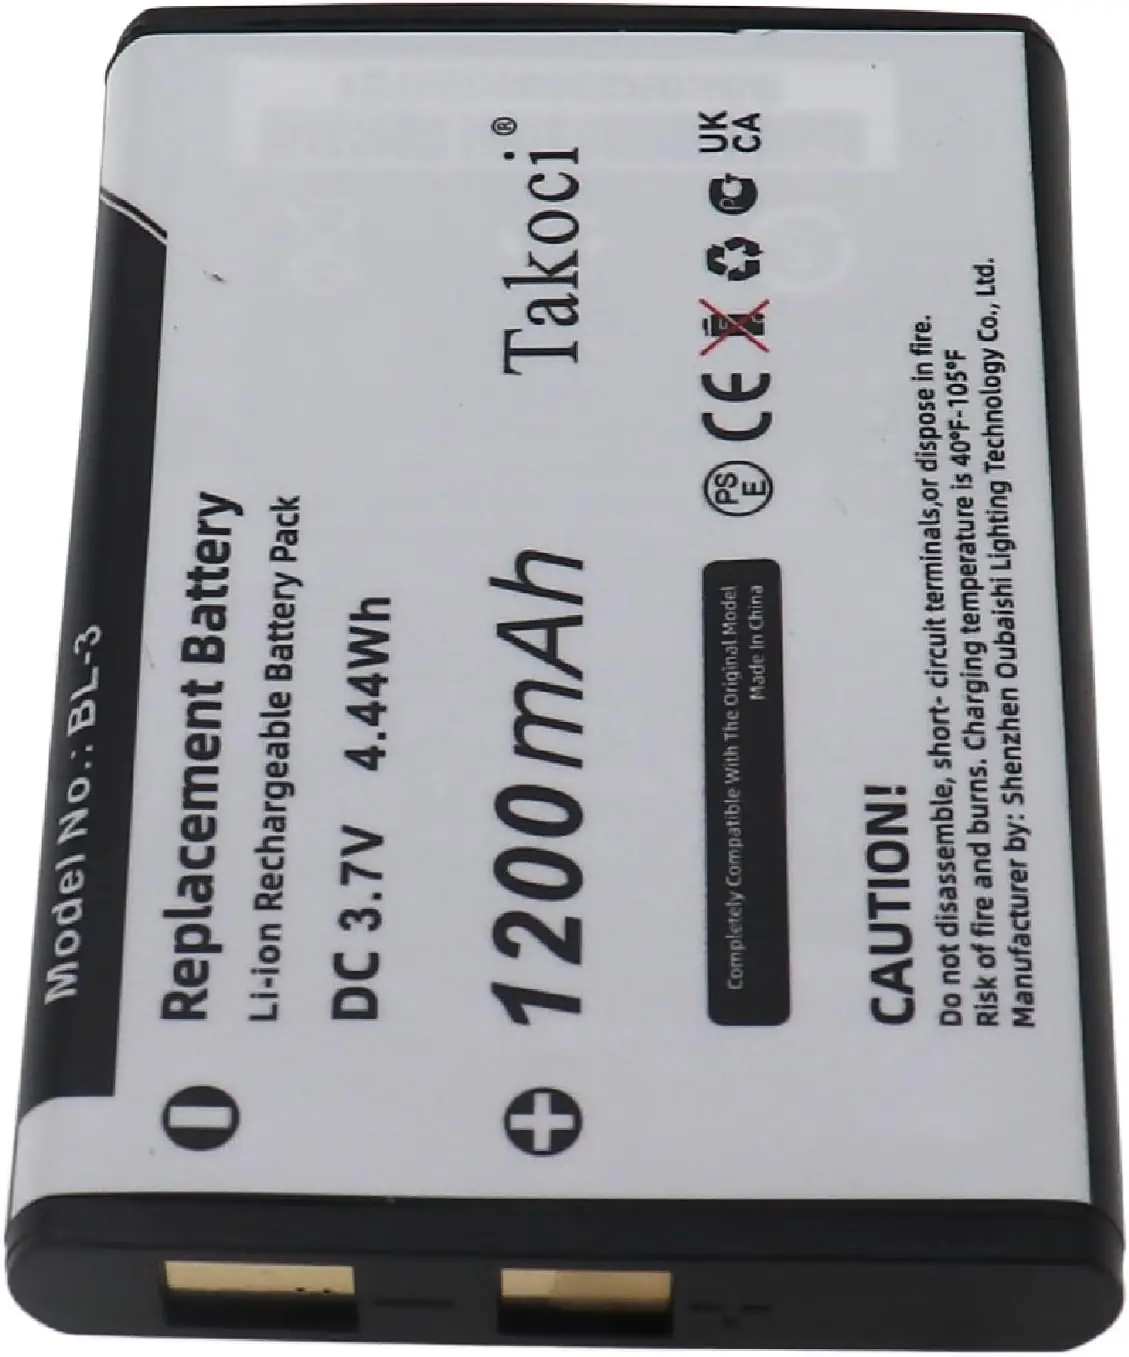 Model No.: BL-3
Replacement Battery
Li-ion Rechargeable Battery Pack
DC 3.7V 4.44Wh
1200mAh
Takoci®
Completely Compatible With The Original Model
Made In China
PS
E
CE
PG
UK
CA
CAUTION!
Do not disassemble, short- circuit terminals,or dispose in fire.
Risk of fire and burns. Charging temperature is 40°F-105°F
Manufacturer by: Shenzhen Oubaishi Lighting Technology Co., Ltd.